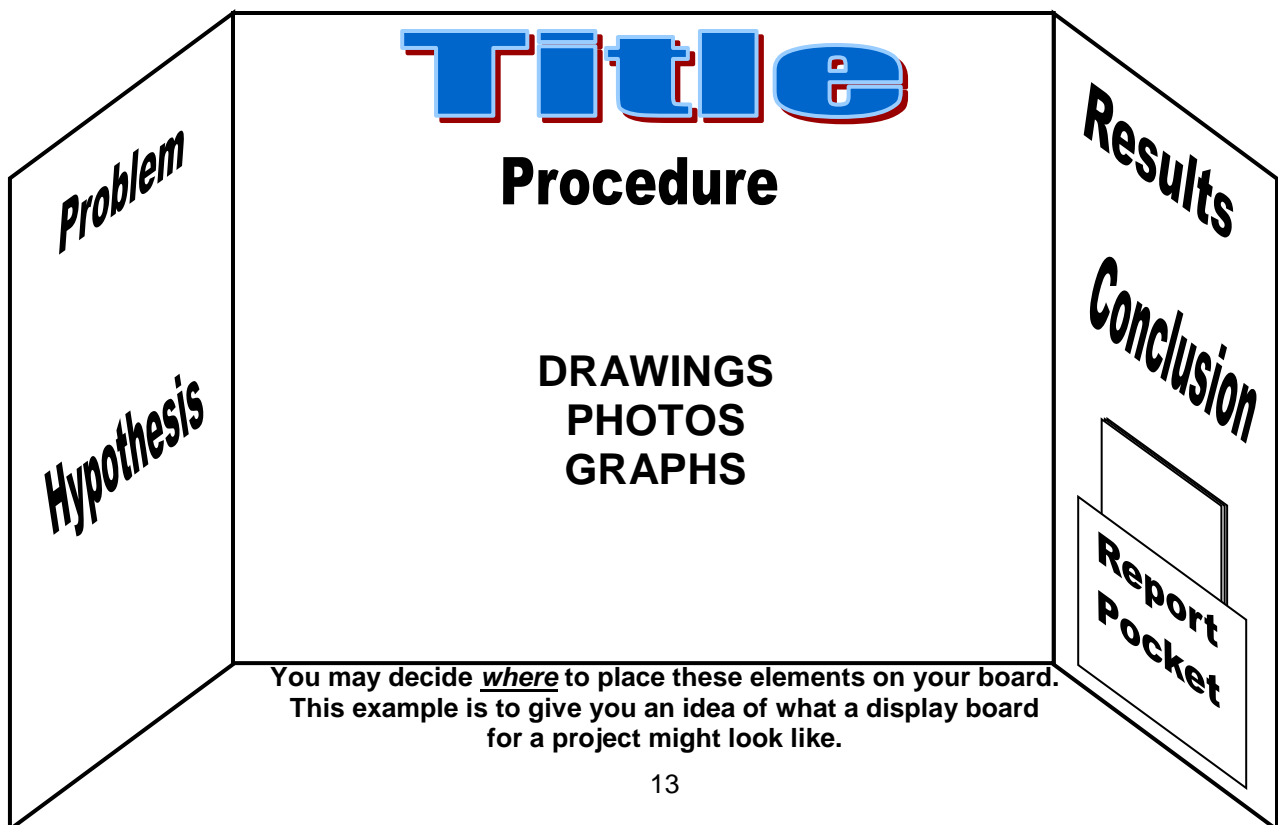 Title
Problem
Hypothesis
Procedure
DRAWINGS
PHOTOS
GRAPHS
Results
Conclusion
Report
Pocket
You may decide where to place these elements on your board.
This example is to give you an idea of what a display board
for a project might look like.
13